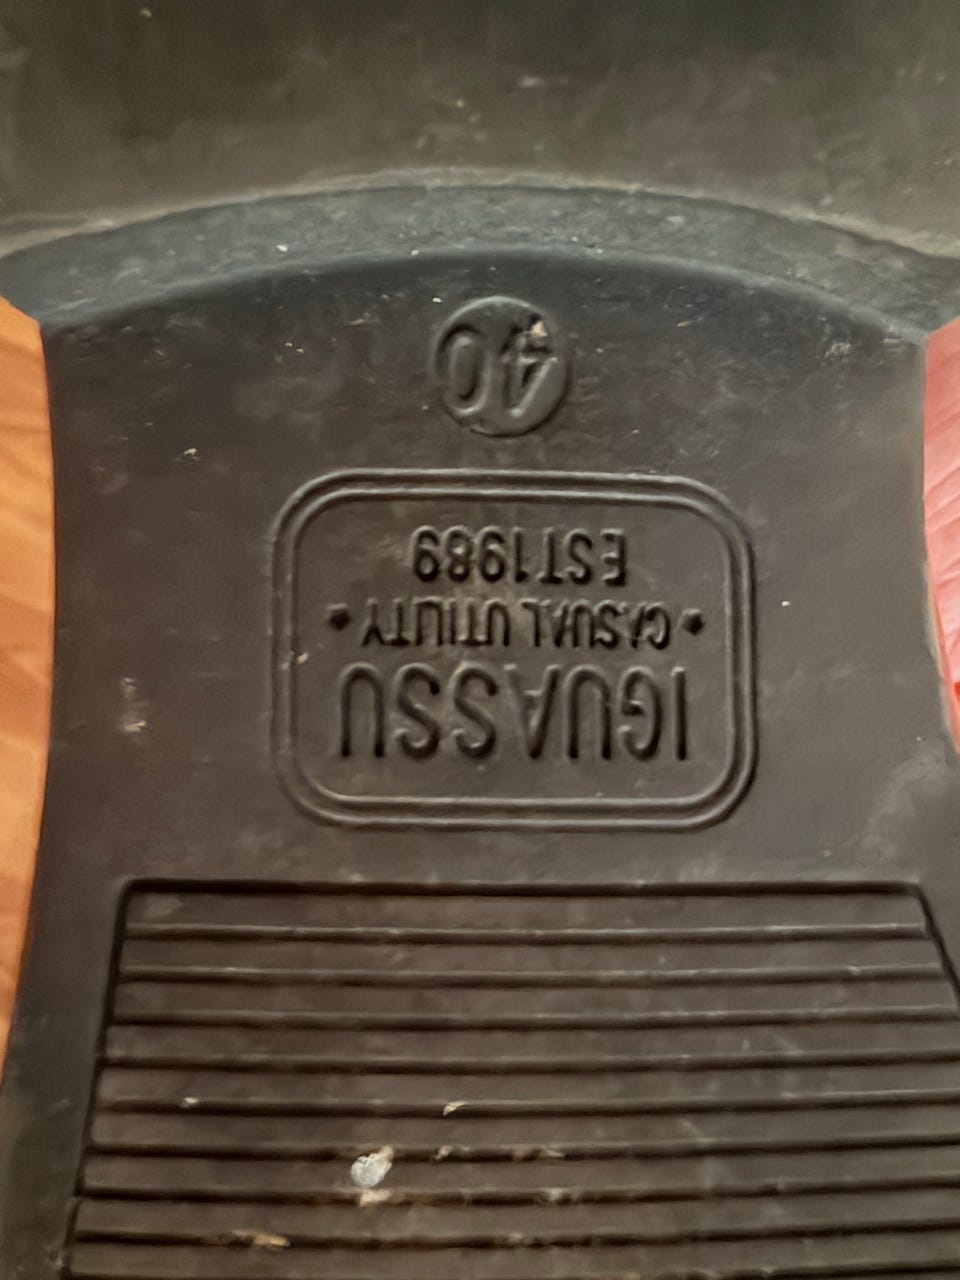 IGUASSU
• CASUAL UTILITY •
EST1989
40